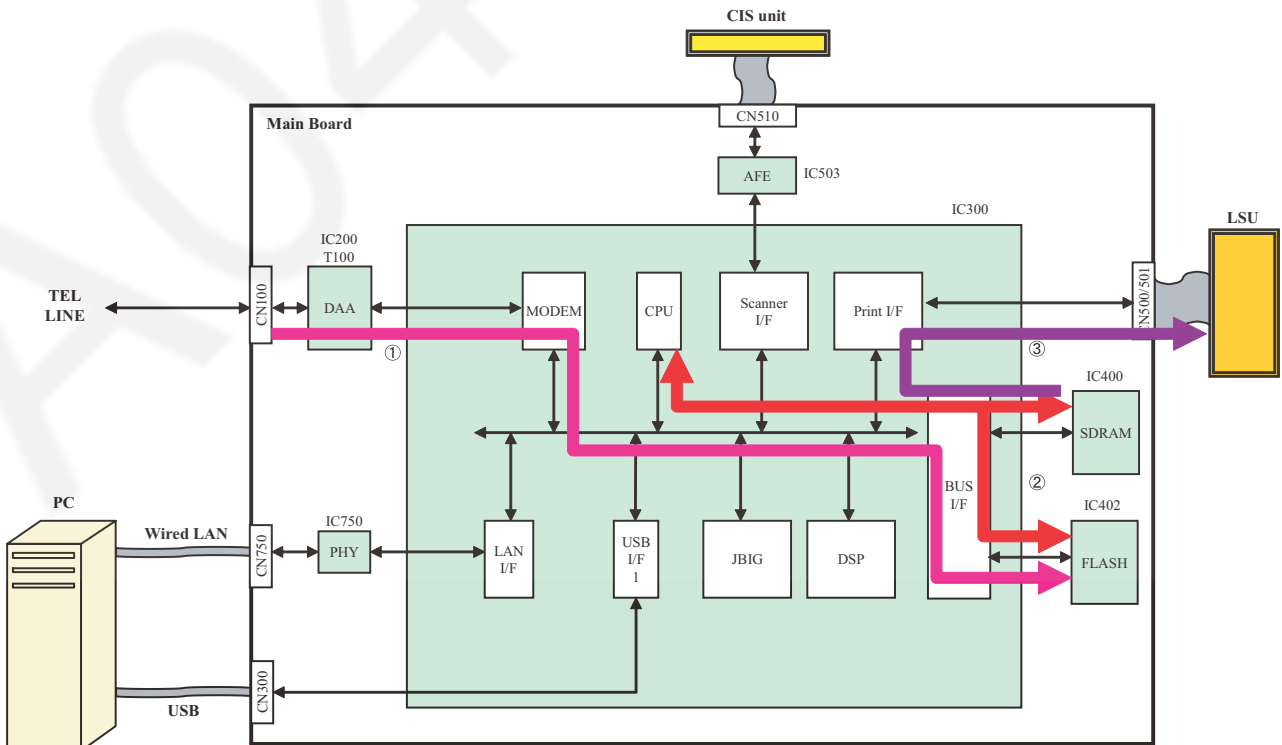 CIS unit
CN510
Main Board
AFE
IC503
IC300
LSU
IC200
T100
TEL
LINE
CN100
DAA
MODEM
CPU
Scanner
I/F
Print I/F
CN500/501
①
③
IC400
SDRAM
②
PC
BUS
I/F
IC402
Wired LAN
IC750
CN750
PHY
LAN
I/F
USB
I/F
1
JBIG
DSP
FLASH
CN300
USB
A04